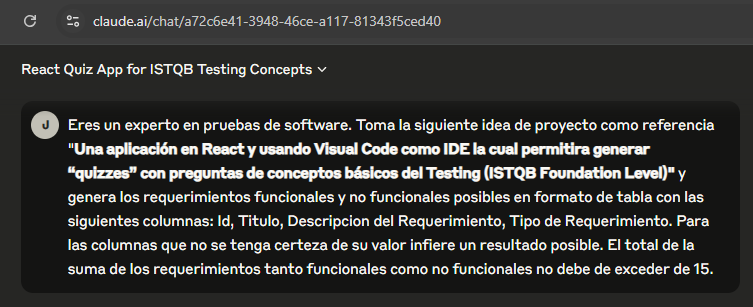 claude.ai/chat/a72c6e41-3948-46ce-a117-81343f5ced40
React Quiz App for ISTQB Testing Concepts
J
Eres un experto en pruebas de software. Toma la siguiente idea de proyecto como referencia
"Una aplicación en React y usando Visual Code como IDE la cual permitira generar
“quizzes” con preguntas de conceptos básicos del Testing (ISTQB Foundation Level)" y
genera los requerimientos funcionales y no funcionales posibles en formato de tabla con las
siguientes columnas: Id, Titulo, Descripcion del Requerimiento, Tipo de Requerimiento. Para
las columnas que no se tenga certeza de su valor infiere un resultado posible. El total de la
suma de los requerimientos tanto funcionales como no funcionales no debe de exceder de 15.